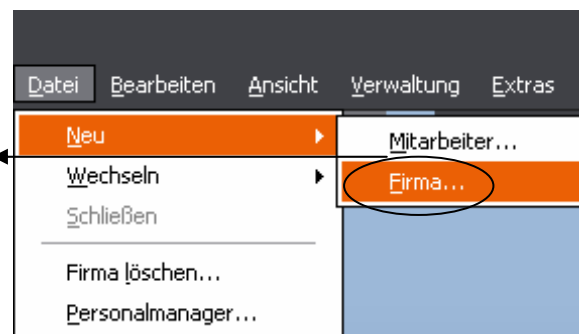 Datei Bearbeiten Ansicht Verwaltung Extras
Neu
Mitarbeiter...
Wechseln
Firma...
Schließen
Firma löschen...
Personalmanager...